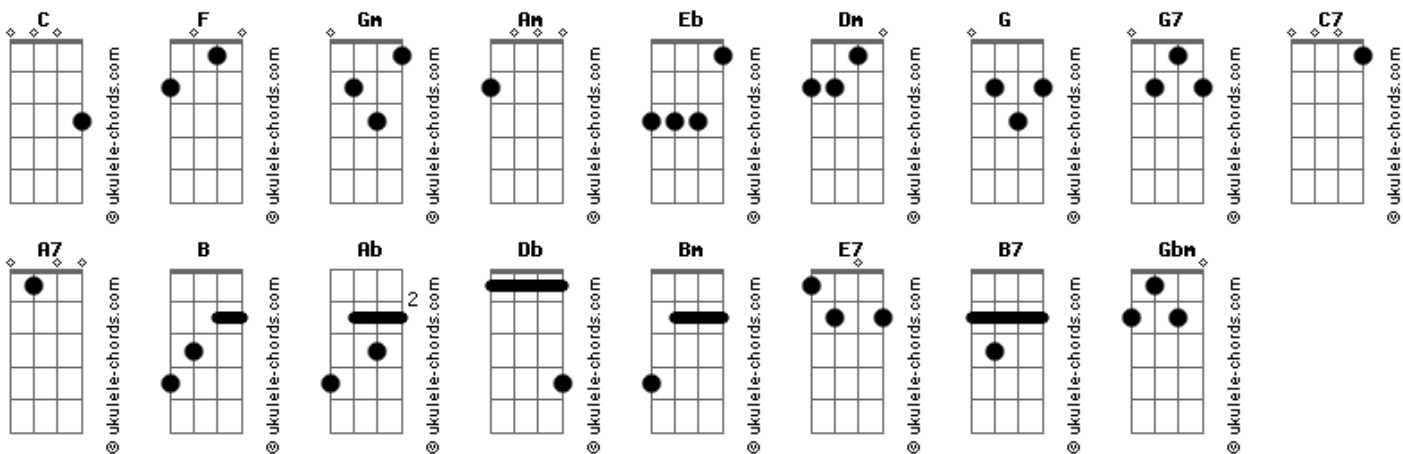 C F Gm Am Eb Dm G G7 C7
© ukulele-chords.com © ukulele-chords.com © ukulele-chords.com © ukulele-chords.com © ukulele-chords.com © ukulele-chords.com © ukulele-chords.com © ukulele-chords.com © ukulele-chords.com
A7 B Ab Db Bm E7 B7 Gbm
2
© ukulele-chords.com © ukulele-chords.com © ukulele-chords.com © ukulele-chords.com © ukulele-chords.com © ukulele-chords.com © ukulele-chords.com © ukulele-chords.com